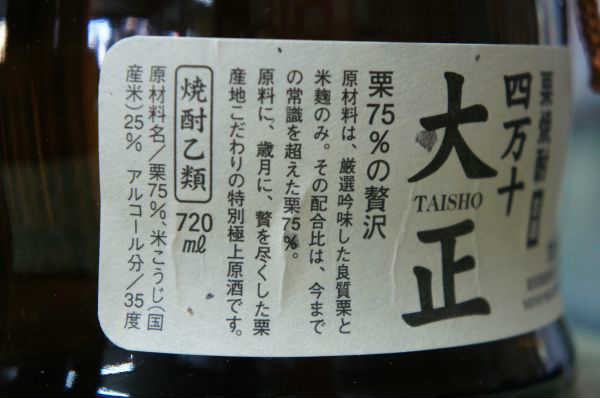 栗焼酎
四万十
大正
TAISHO
栗75%の贅沢
原材料は、厳選吟味した良質栗と
米麹のみ。その配合比は、今まで
の常識を超えた栗75%。
原料に、歳月に、贅を尽くした栗
産地こだわりの特別極上原酒です。
焼酎乙類
720ml
原材料名/栗75%、米こうじ(国
産米)25% アルコール分/35度